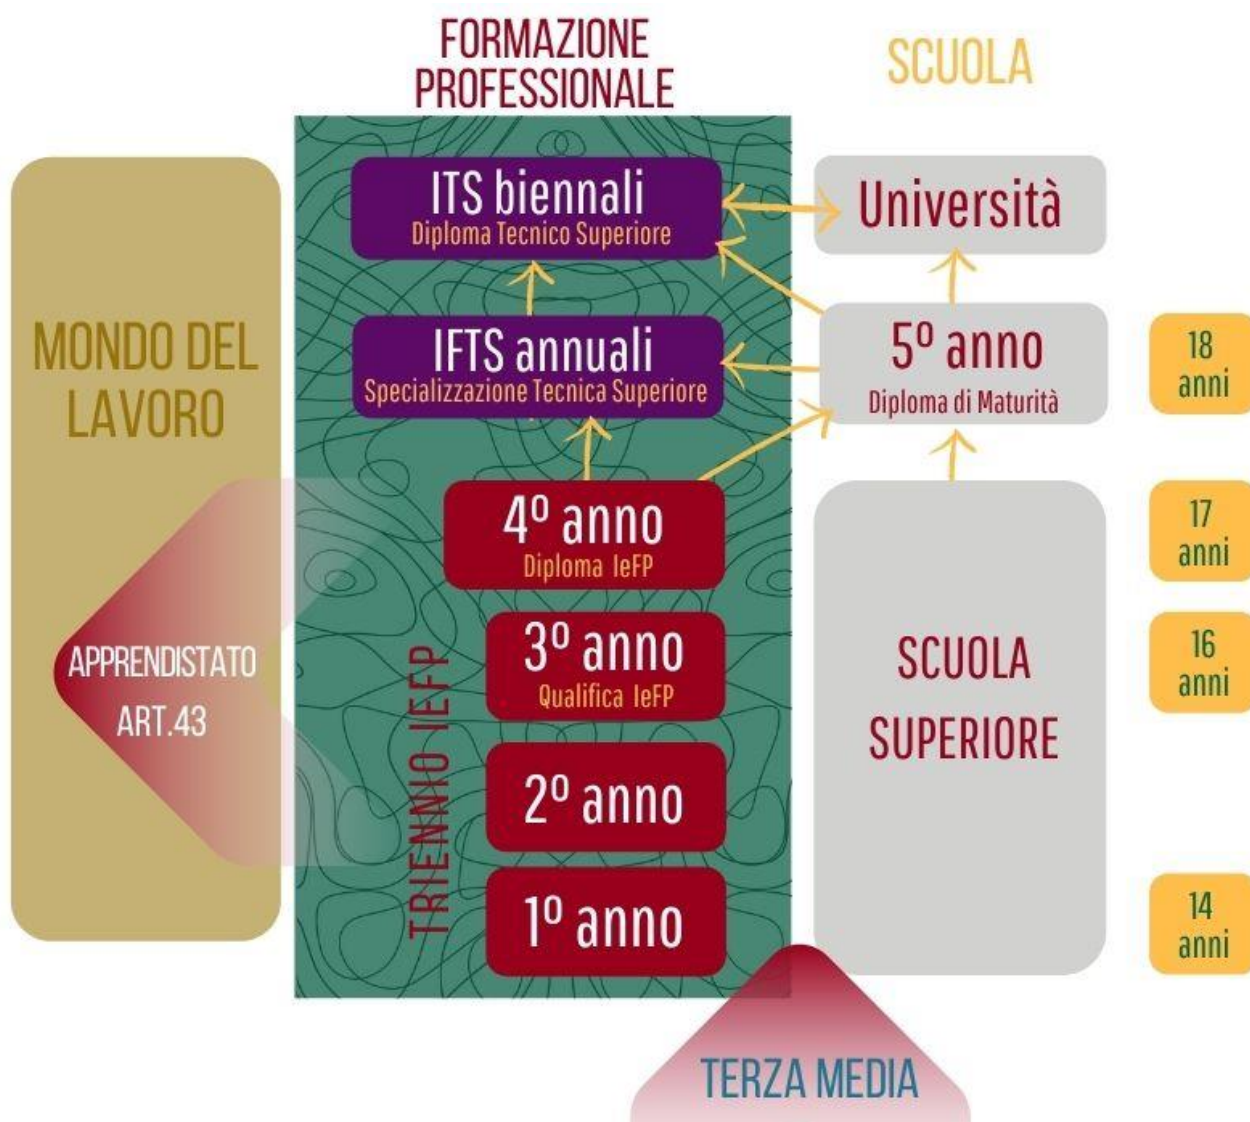 FORMAZIONE
PROFESSIONALE
SCUOLA
MONDO DEL
LAVORO
APPRENDISTATO
ART.43
ITS biennali
Diploma Tecnico Superiore
IFTS annuali
Specializzazione Tecnica Superiore
4º anno
Diploma IeFP
3º anno
Qualifica IeFP
2º anno
1º anno
TRIENNIO IEFP
Università
5º anno
Diploma di Maturità
SCUOLA
SUPERIORE
18
anni
17
anni
16
anni
14
anni
TERZA MEDIA